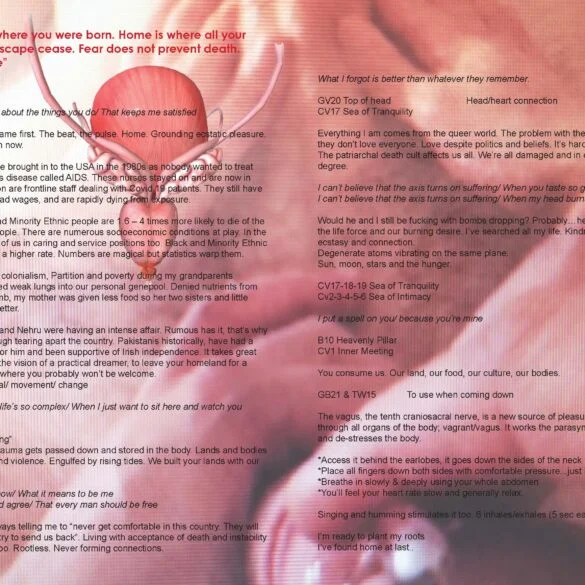 where you were born. Home is where all your
scape cease. Fear does not prevent death.
e”
about the things you do/ That keeps me satisfied
ame first. The beat, the pulse. Home. Grounding ecstatic pleasure.
n now.
e brought in to the USA in the 1980s as nobody wanted to treat
s disease called AIDS. These nurses stayed on and are now in
on are frontline staff dealing with Covid 19 patients. They still have
ad wages, and are rapidly dying from exposure.
nd Minority Ethnic people are 1.6 – 4 times more likely to die of the
ople. There are numerous socioeconomic conditions at play. In the
of us in caring and service positions too. Black and Minority Ethnic
a higher rate. Numbers are magical but statistics warp them.
colonialism, Partition and poverty during my grandparents
ed weak lungs into our personal genepool. Denied nutrients from
mb, my mother was given less food so her two sisters and little
etter.
and Nehru were having an intense affair. Rumous has it, that’s why
ugh tearing apart the country. Pakistanis historically, have had a
or him and been supportive of Irish independence. It takes great
the vision of a practical dreamer, to leave your homeland for a
where you probably won’t be welcome.
al/ movement/ change
life’s so complex/ When I just want to sit here and watch you
ng”
auma gets passed down and stored in the body. Lands and bodies
nd violence. Engulfed by rising tides. We built your lands with our
ow/ What it means to be me
d agree/ That every man should be free
ays telling me to “never get comfortable in this country. They will
try to send us back”. Living with acceptance of death and instability
oo. Rootless. Never forming connections.
What I forgot is better than whatever they remember.
GV20 Top of head Head/heart connection
CV17 Sea of Tranquility
Everything I am comes from the queer world. The problem with the
they don’t love everyone. Love despite politics and beliefs. It’s hard
The patriarchal death cult affects us all. We’re all damaged and in
degree.
I can’t believe that the axis turns on suffering/ When you taste so g
I can’t believe that the axis turns on suffering/ When my head burn
Would he and I still be fucking with bombs dropping? Probably…he
the life force and our burning desire. I’ve searched all my life. Kind
ecstasy and connection.
Degenerate atoms vibrating on the same plane.
Sun, moon, stars and the hunger.
CV17-18-19 Sea of Tranquility
Cv2-3-4-5-6 Sea of Intimacy
I put a spell on you/ because you’re mine
B10 Heavenly Pillar
CV1 Inner Meeting
You consume us. Our land, our food, our culture, our bodies.
GB21 & TW15 To use when coming down
The vagus, the tenth craniosacral nerve, is a new source of pleasu
through all organs of the body; vagrant/vagus. It works the parasym
and de-stresses the body.
*Access it behind the earlobes, it goes down the sides of the neck
*Place all fingers down both sides with comfortable pressure...just
*Breathe in slowly & deeply using your whole abdomen
*You’ll feel your heart rate slow and generally relax.
Singing and humming stimulates it too. 6 inhales/exhales (5 sec ea
I’m ready to plant my roots
I’ve found home at last..